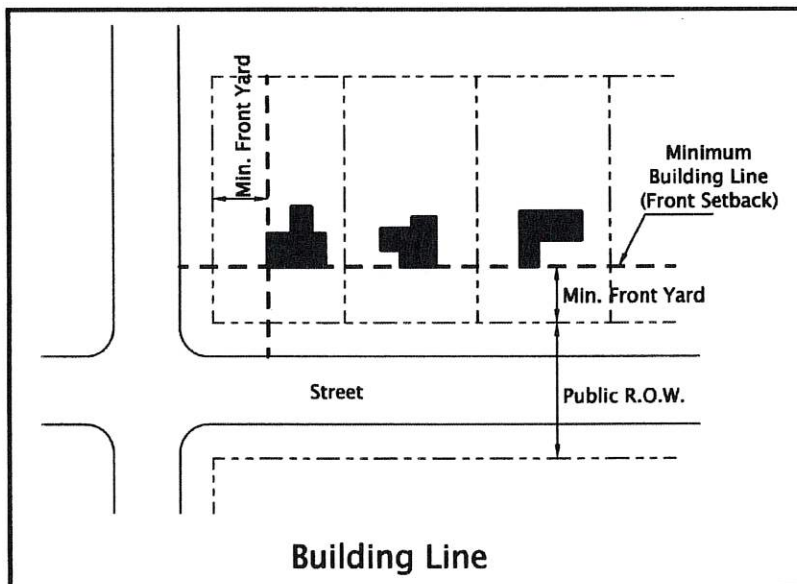 Min. Front Yard
Minimum
Building Line
(Front Setback)
Min. Front Yard
Street
Public R.O.W.
Building Line